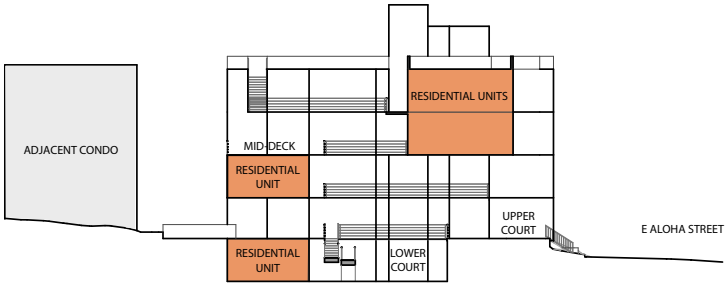 RESIDENTIAL UNITS
ADJACENT CONDO
MID-DECK
RESIDENTIAL
UNIT
UPPER
COURT
E ALOHA STREET
RESIDENTIAL
UNIT
LOWER
COURT